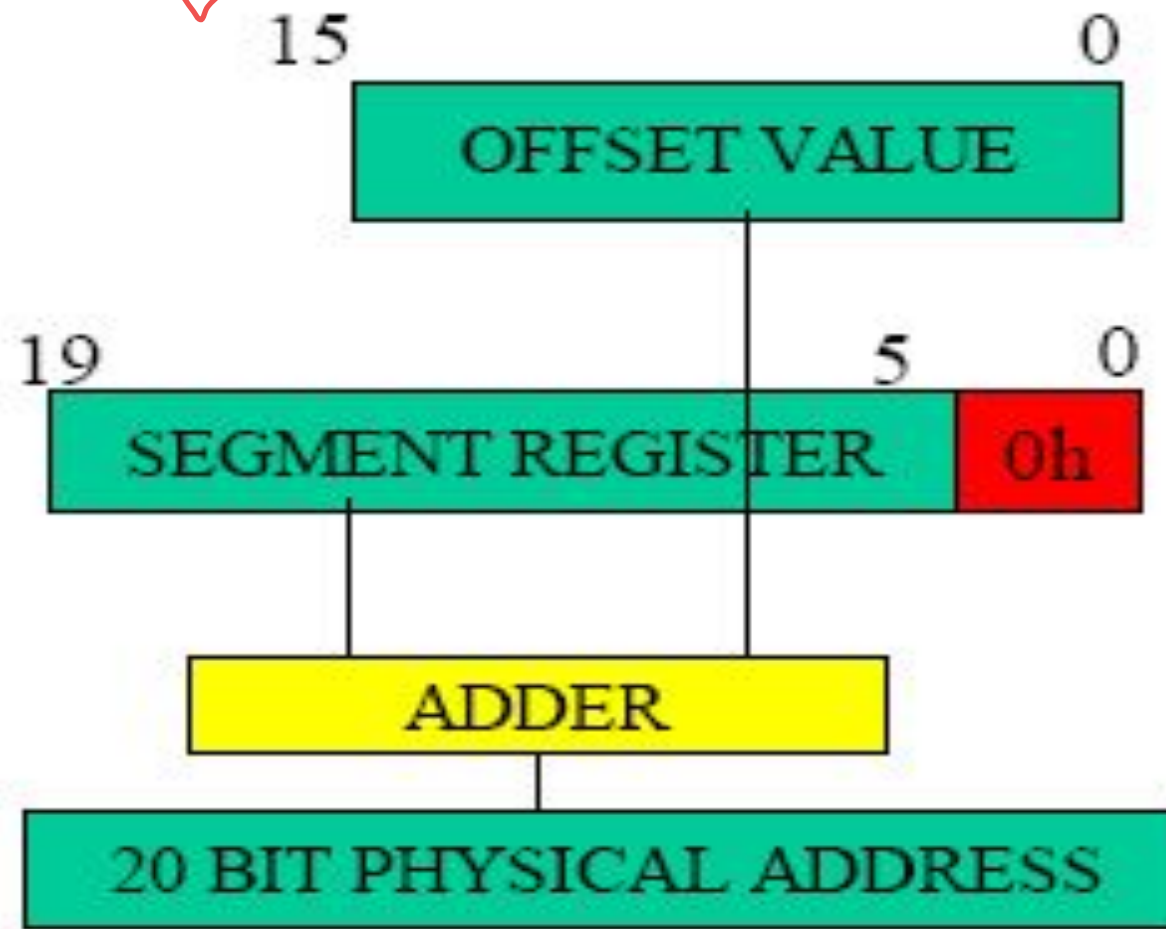 15 0
OFFSET VALUE
19 5 0
SEGMENT REGISTER 0h
ADDER
20 BIT PHYSICAL ADDRESS